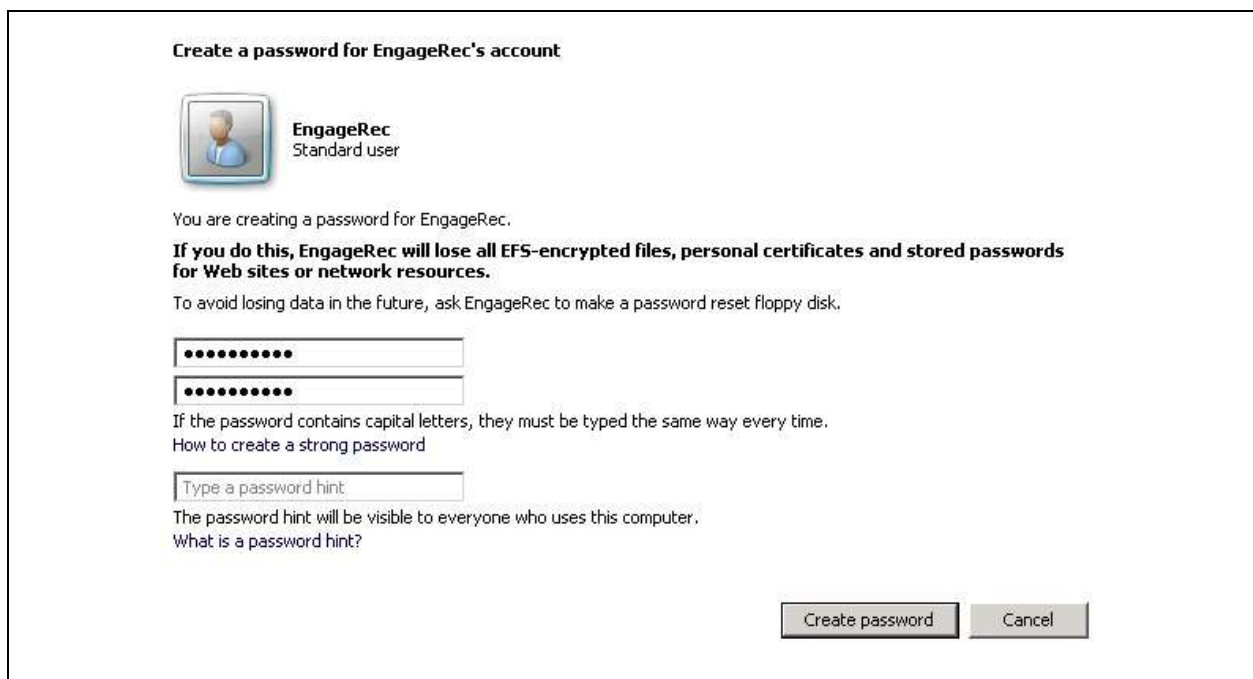 Create a password for EngageRec's account
EngageRec
Standard user
You are creating a password for EngageRec.
If you do this, EngageRec will lose all EFS-encrypted files, personal certificates and stored passwords
for Web sites or network resources.
To avoid losing data in the future, ask EngageRec to make a password reset floppy disk.
●●●●●●●●●●
●●●●●●●●●●
If the password contains capital letters, they must be typed the same way every time.
How to create a strong password
Type a password hint
The password hint will be visible to everyone who uses this computer.
What is a password hint?
Create password Cancel